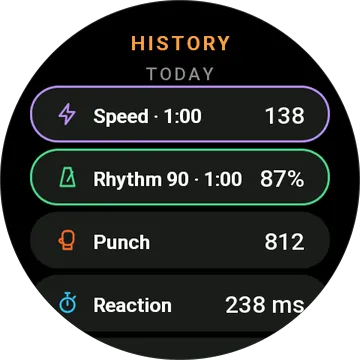 HISTORY
TODAY
Speed · 1:00 138
Rhythm 90 · 1:00 87%
Punch 812
Reaction 238 ms